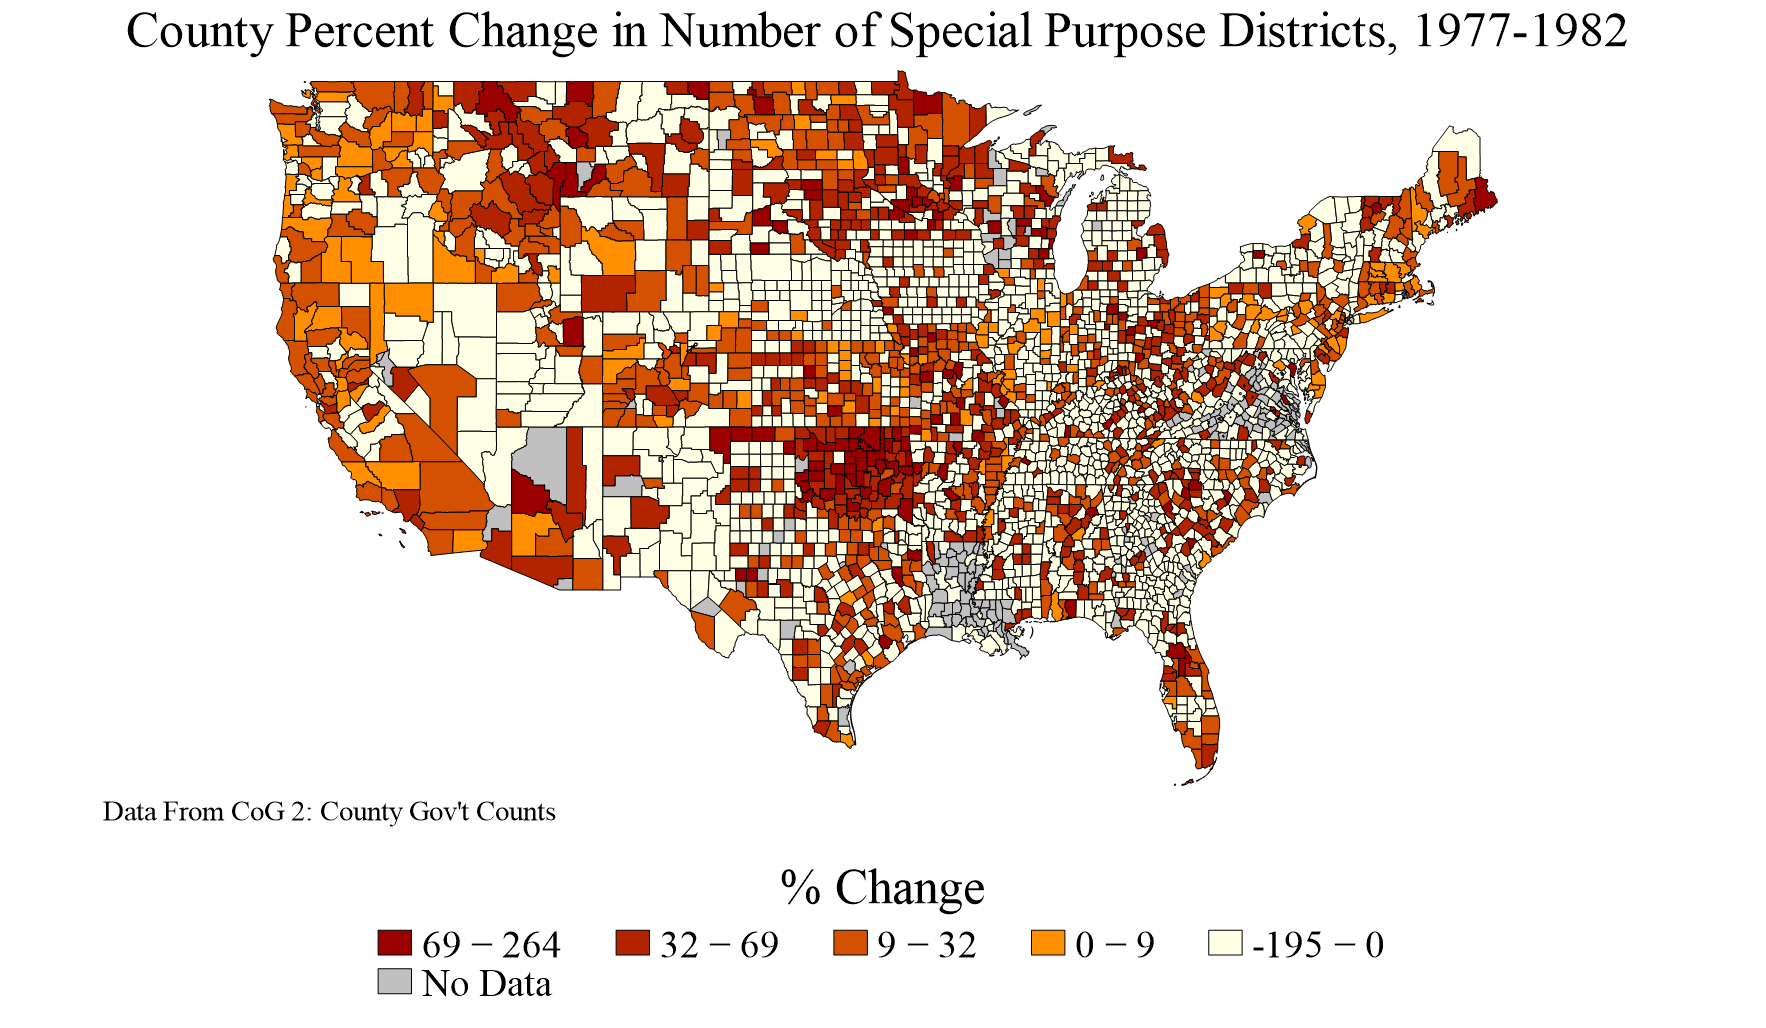 County Percent Change in Number of Special Purpose Districts, 1977-1982
Data From CoG 2: County Gov't Counts
% Change
69 − 264 32 − 69 9 − 32 0 − 9 -195 − 0
No Data